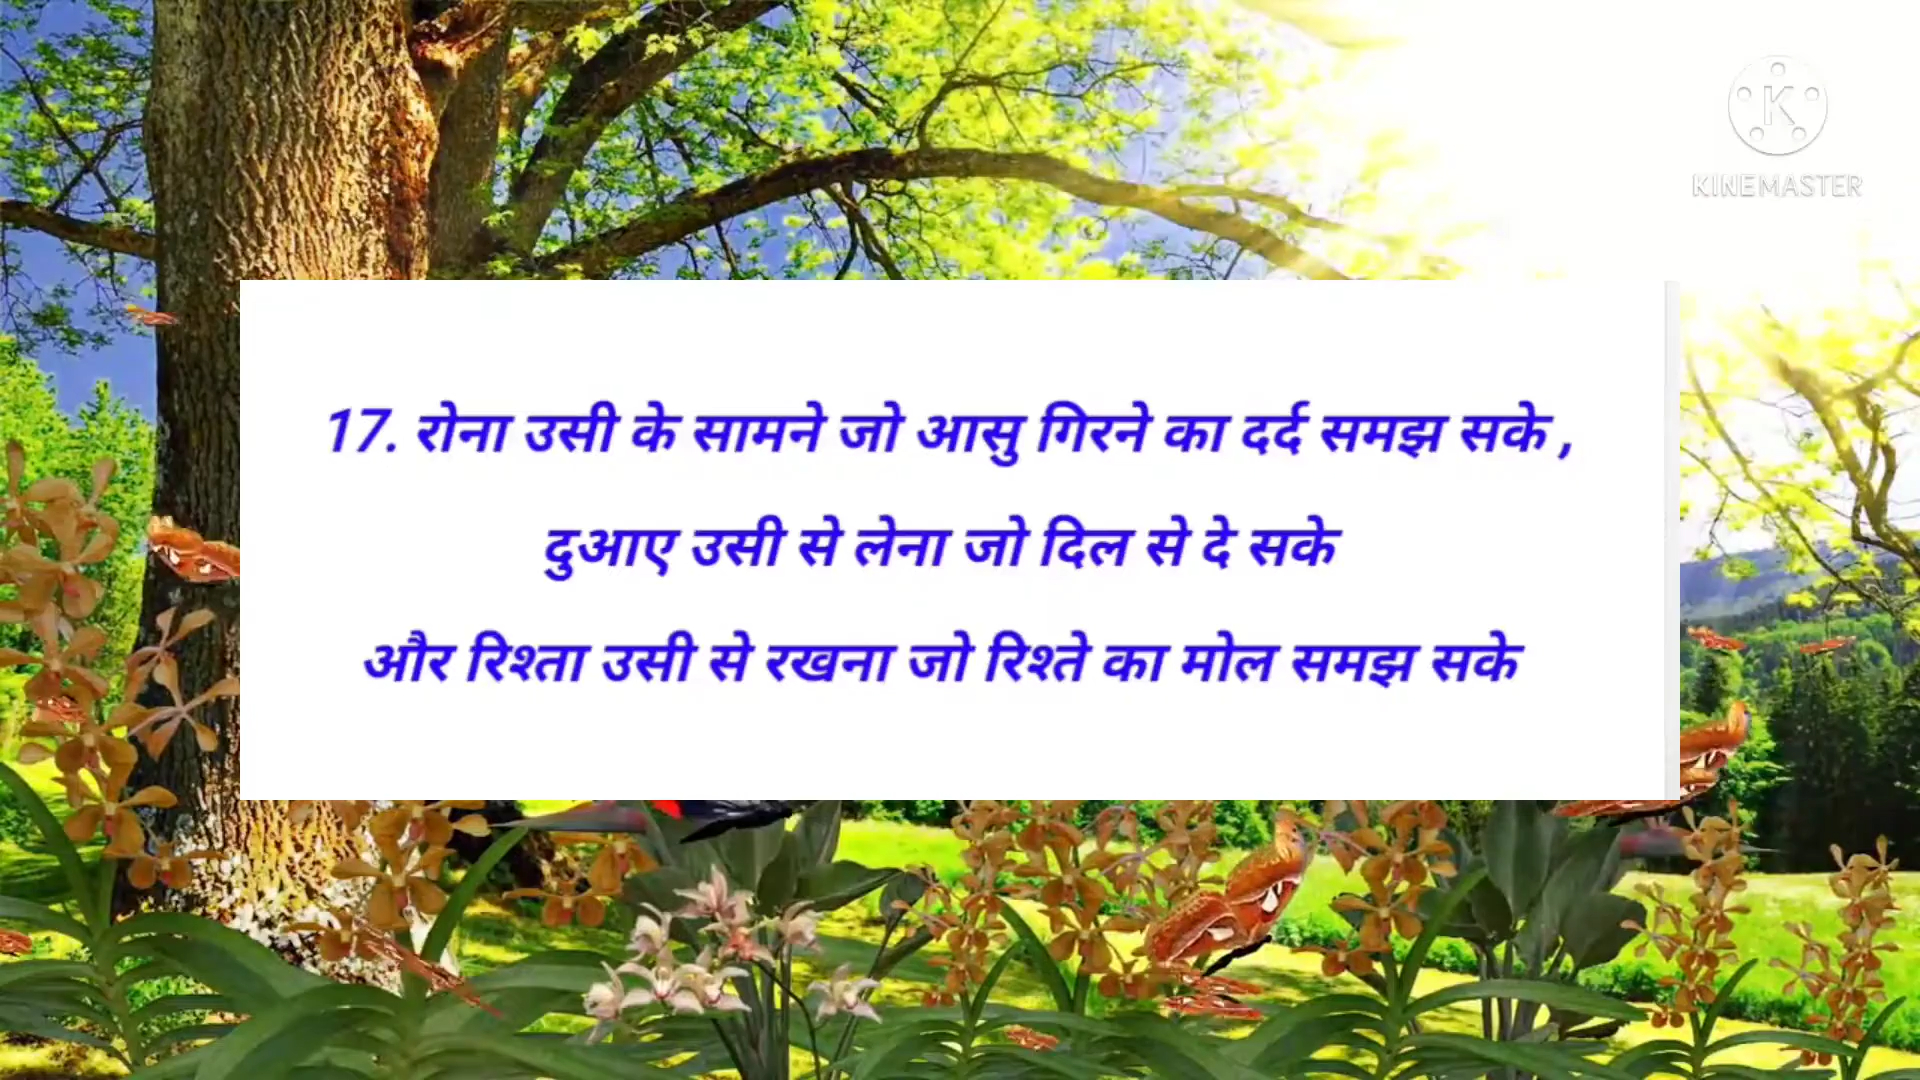 KINEMASTER
17. रोना उसी के सामने जो आसु गिरने का दर्द समझ सके ,
दुआए उसी से लेना जो दिल से दे सके
और रिश्ता उसी से रखना जो रिश्ते का मोल समझ सके